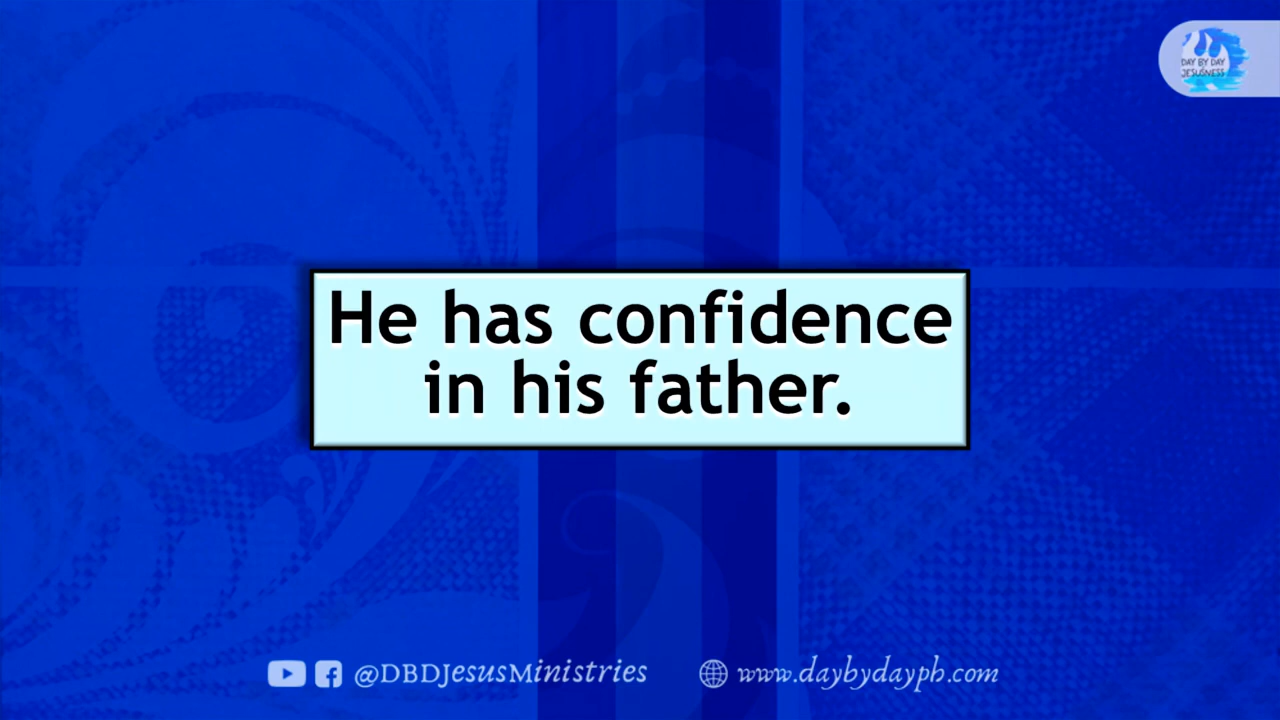 DAY BY DAY
JESUSNESS
He has confidence
in his father.
@DBDJesusMinistries
www.daybydayph.com